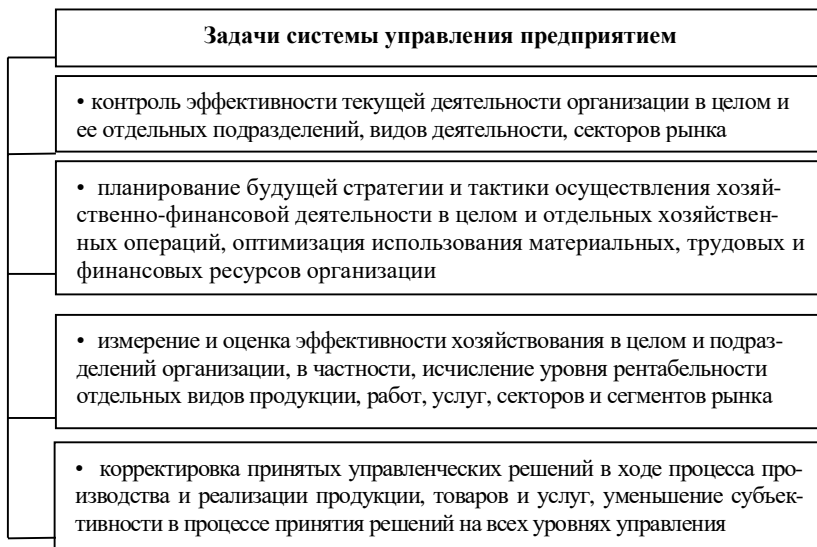 Задачи системы управления предприятием
• контроль эффективности текущей деятельности организации в целом и
ее отдельных подразделений, видов деятельности, секторов рынка
• планирование будущей стратегии и тактики осуществления хозяй-
ственно-финансовой деятельности в целом и отдельных хозяйствен-
ных операций, оптимизация использования материальных, трудовых и
финансовых ресурсов организации
• измерение и оценка эффективности хозяйствования в целом и подраз-
делений организации, в частности, исчисление уровня рентабельности
отдельных видов продукции, работ, услуг, секторов и сегментов рынка
• корректировка принятых управленческих решений в ходе процесса про-
изводства и реализации продукции, товаров и услуг, уменьшение субъек-
тивности в процессе принятия решений на всех уровнях управления